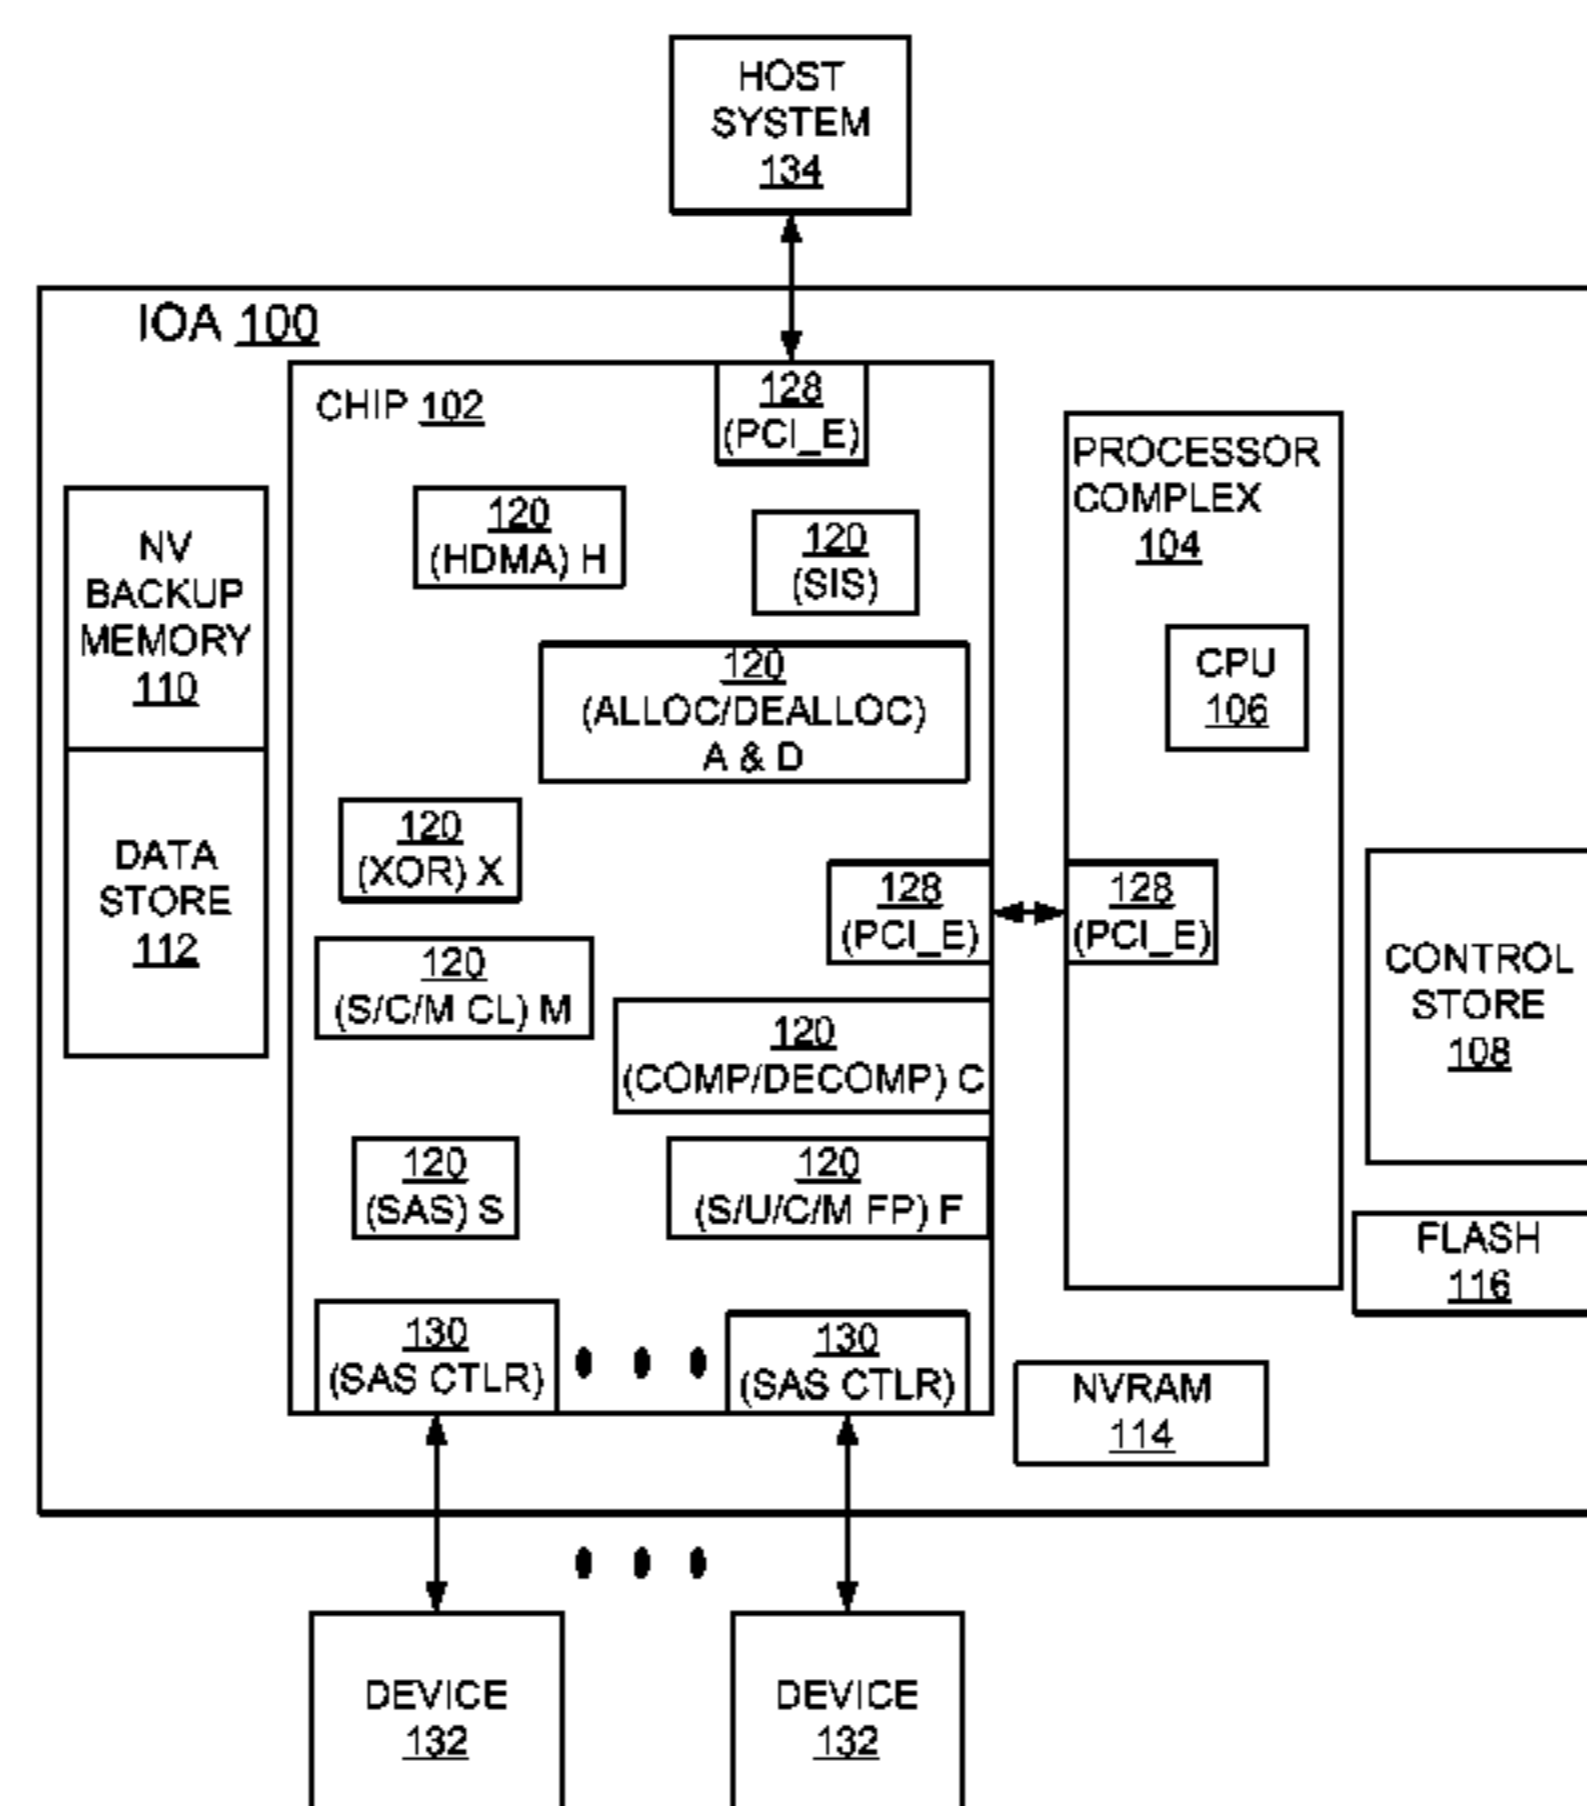 HOST
SYSTEM
134
IOA 100
CHIP 102
128
(PCI_E)
NV
BACKUP
MEMORY
110
DATA
STORE
112
120
(HDMA) H
120
(SIS)
120
(ALLOC/DEALLOC)
A & D
120
(XOR) X
128
(PCI_E)
120
(S/C/M CL) M
120
(COMP/DECOMP) C
120
(SAS) S
120
(S/U/C/M FP) F
130
(SAS CTLR)
130
(SAS CTLR)
PROCESSOR
COMPLEX
104
CPU
106
128
(PCI_E)
CONTROL
STORE
108
FLASH
116
NVRAM
114
DEVICE
132
DEVICE
132